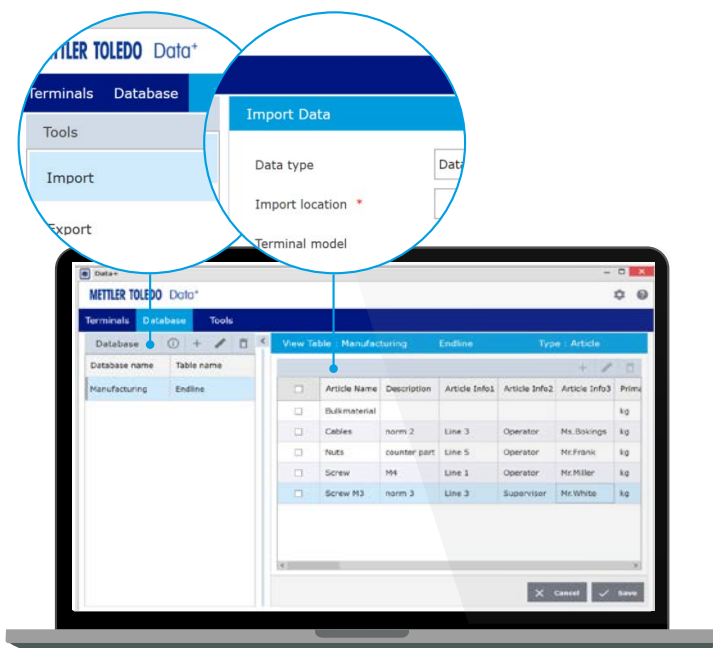 METTLER TOLEDO Data+
Terminals Database
Tools
Import
Export
Import Data
Data type Data
Import location *
Terminal model
Data+
METTLER TOLEDO Data+
Terminals Database Tools
Database
View Table : Manufacturing Endline Type : Article
Database name Table name
Manufacturing Endline
Article Name Description Article Info1 Article Info2 Article Info3 Prima
Bulkmaterial kg
Cables norm 2 Line 3 Operator Ms.Bokings kg
Nuts counter part Line 5 Operator Mr.Frank kg
Screw M4 Line 1 Operator Mr.Miller kg
Screw M3 norm 3 Line 3 Supervisor Mr.White kg
Cancel Save